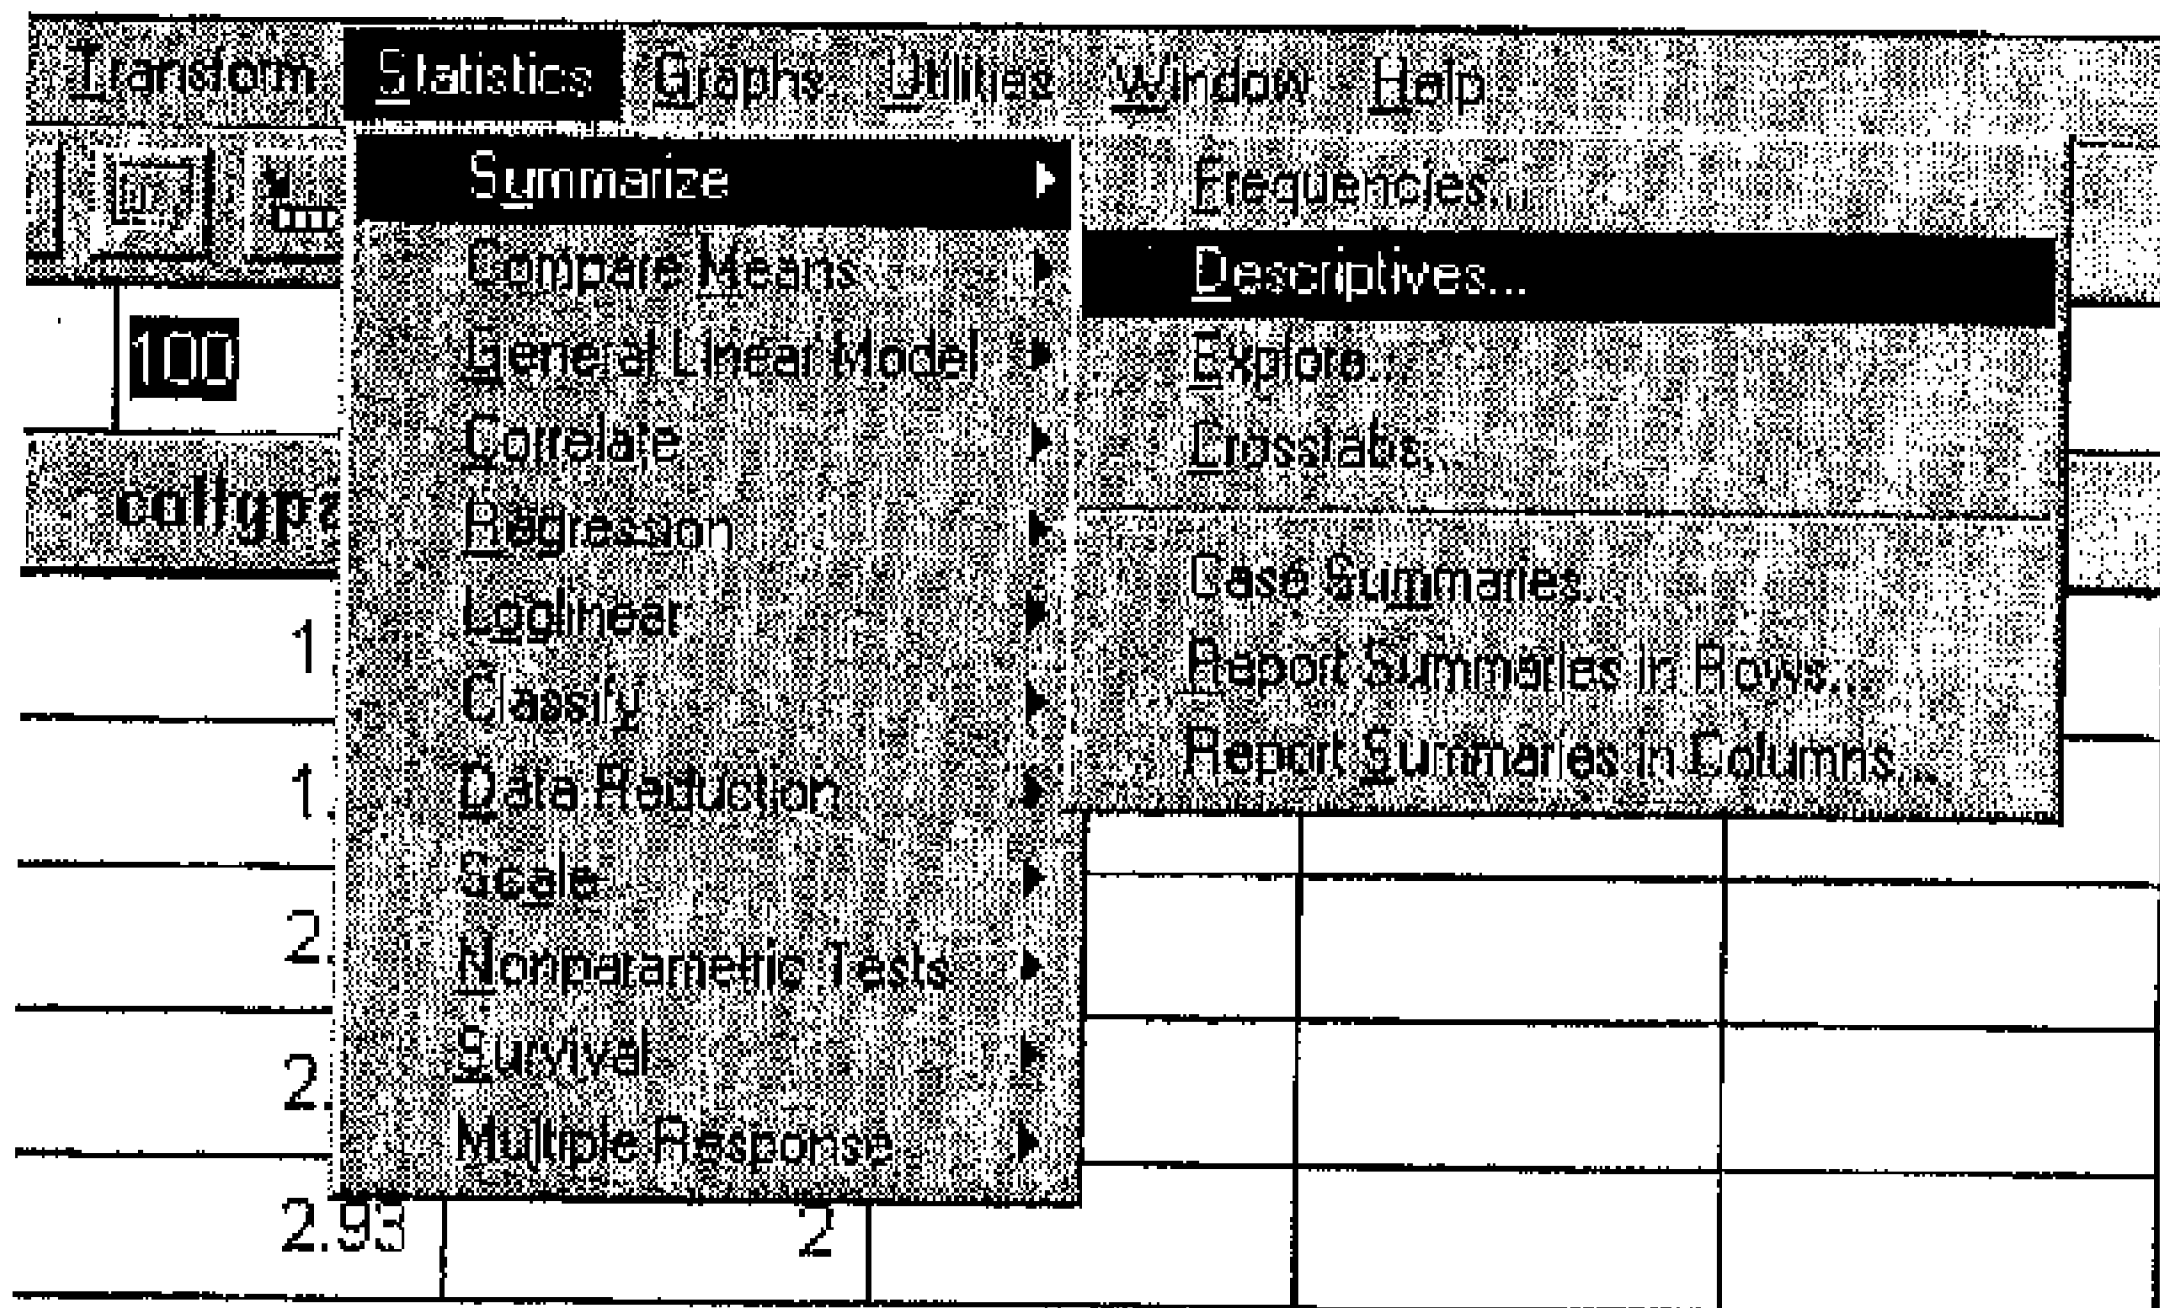 Transform Statistics Graphs Utilities Window Help
Summarize
Compare Means
General Linear Model
Correlate
Regression
Loglinear
Classify
Data Reduction
Scale
Nonparametric Tests
Survival
Multiple Response
Frequencies...
Descriptives...
Explore...
Crosstabs...
Case Summaries...
Report Summaries in Rows...
Report Summaries in Columns...
100
1
1.
2.
2.
2.93 2